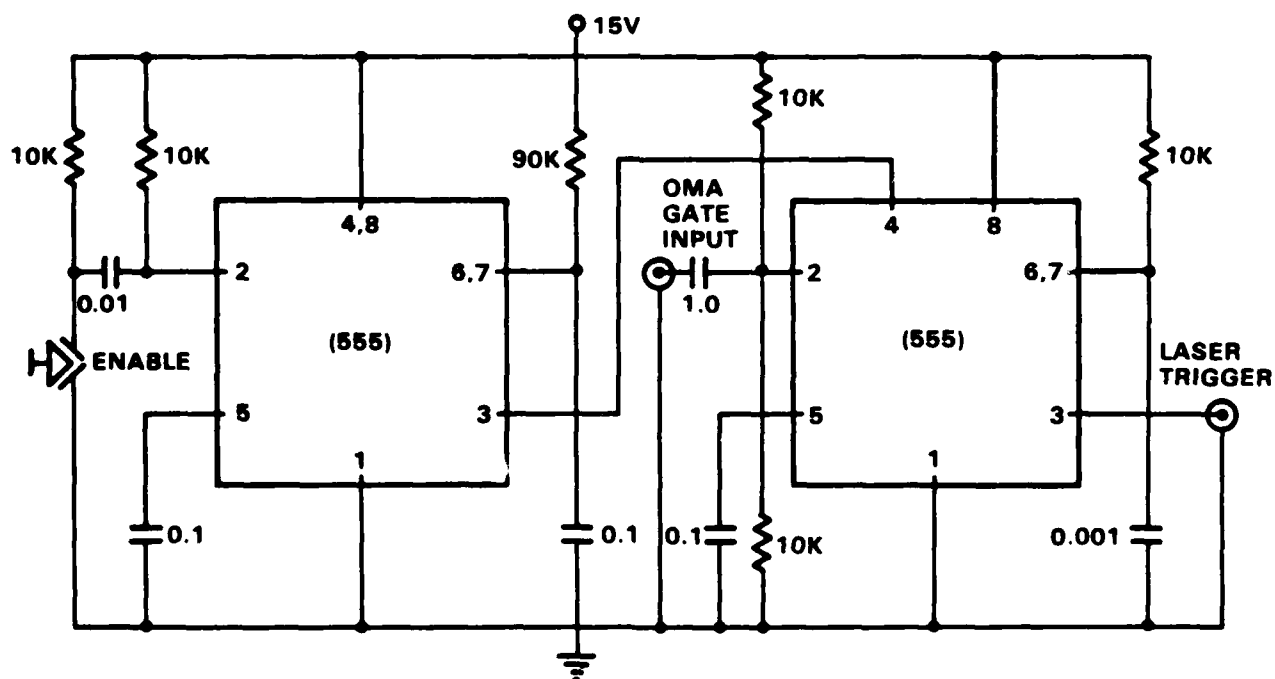 15V
10K
10K
90K
10K
10K
OMA
GATE
INPUT
4,8
4
8
2
6,7
2
6,7
0.01
1.0
(555)
(555)
ENABLE
LASER
TRIGGER
5
3
5
3
1
1
0.1
0.1
0.1
10K
0.001